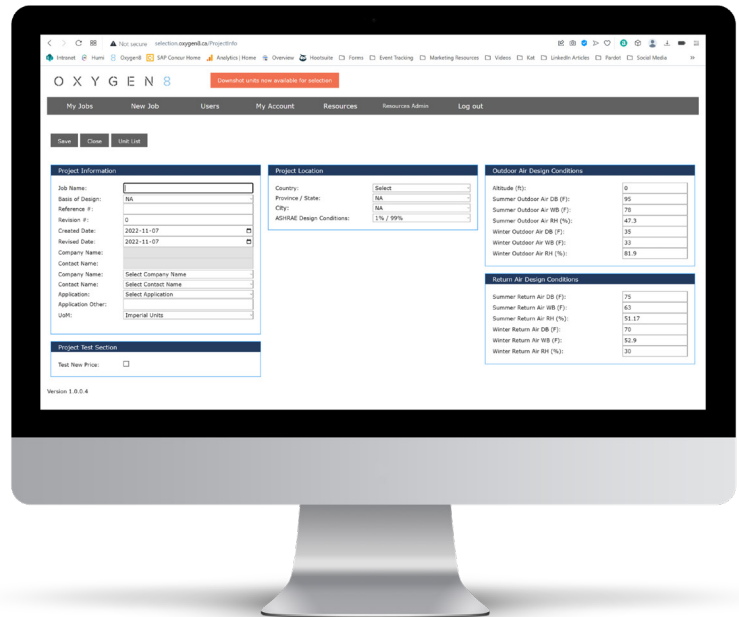 Not secure selection.oxygen8.ca/ProjectInfo
Intranet Humi Oxygen8 SAP Concur Home Analytics | Home Overview Hootsuite Forms Event Tracking Marketing Resources Videos Kat LinkedIn Articles Pardot Social Media
OXYGEN8
Downshot units now available for selection
My Jobs New Job Users My Account Resources Resources Admin Log out
Save Close Unit List
Project Information
Job Name:
Basis of Design: NA
Reference #:
Revision #: 0
Created Date: 2022-11-07
Revised Date: 2022-11-07
Company Name:
Contact Name:
Company Name: Select Company Name
Contact Name: Select Contact Name
Application: Select Application
Application Other:
UoM: Imperial Units
Project Test Section
Test New Price:
Version 1.0.0.4
Project Location
Country: Select
Province / State: NA
City: NA
ASHRAE Design Conditions: 1% / 99%
Outdoor Air Design Conditions
Altitude (ft): 0
Summer Outdoor Air DB (F): 95
Summer Outdoor Air WB (F): 78
Summer Outdoor Air RH (%): 47.3
Winter Outdoor Air DB (F): 35
Winter Outdoor Air WB (F): 33
Winter Outdoor Air RH (%): 81.9
Return Air Design Conditions
Summer Return Air DB (F): 75
Summer Return Air WB (F): 63
Summer Return Air RH (%): 51.17
Winter Return Air DB (F): 70
Winter Return Air WB (F): 52.9
Winter Return Air RH (%): 30